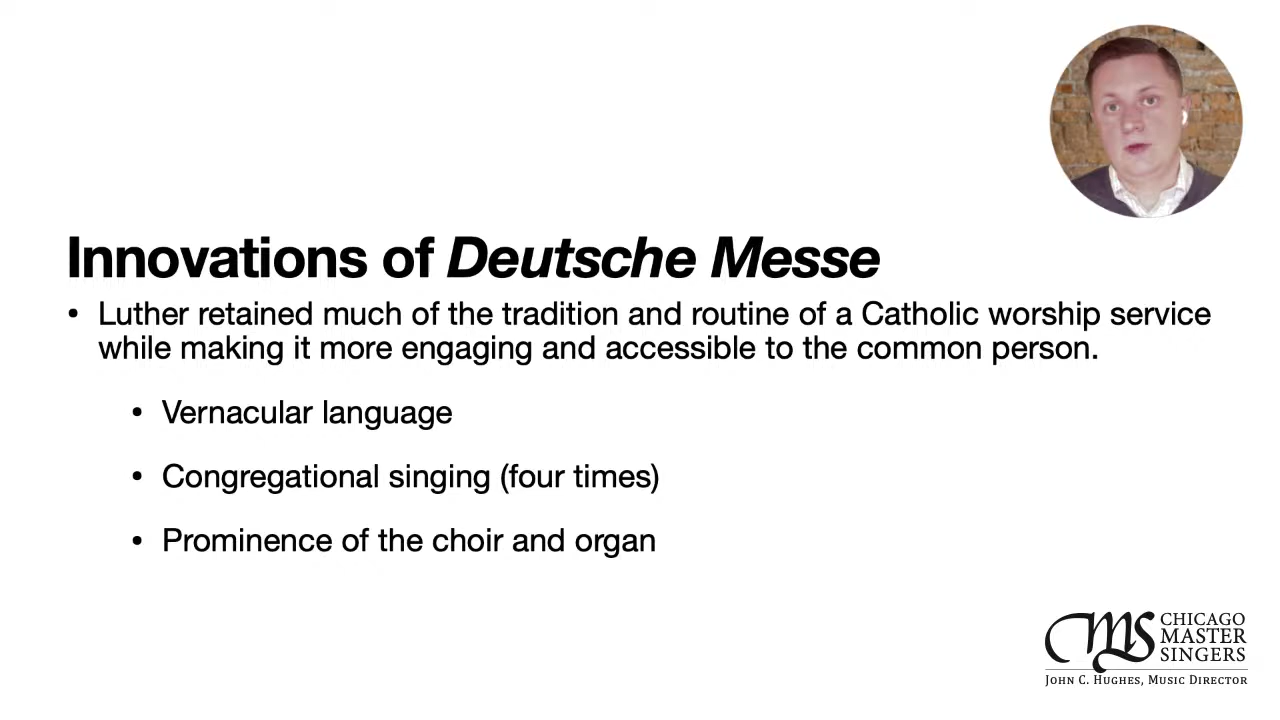 Innovations of Deutsche Messe
• Luther retained much of the tradition and routine of a Catholic worship service
while making it more engaging and accessible to the common person.
• Vernacular language
• Congregational singing (four times)
• Prominence of the choir and organ
CMS CHICAGO
MASTER
SINGERS
JOHN C. HUGHES, MUSIC DIRECTOR